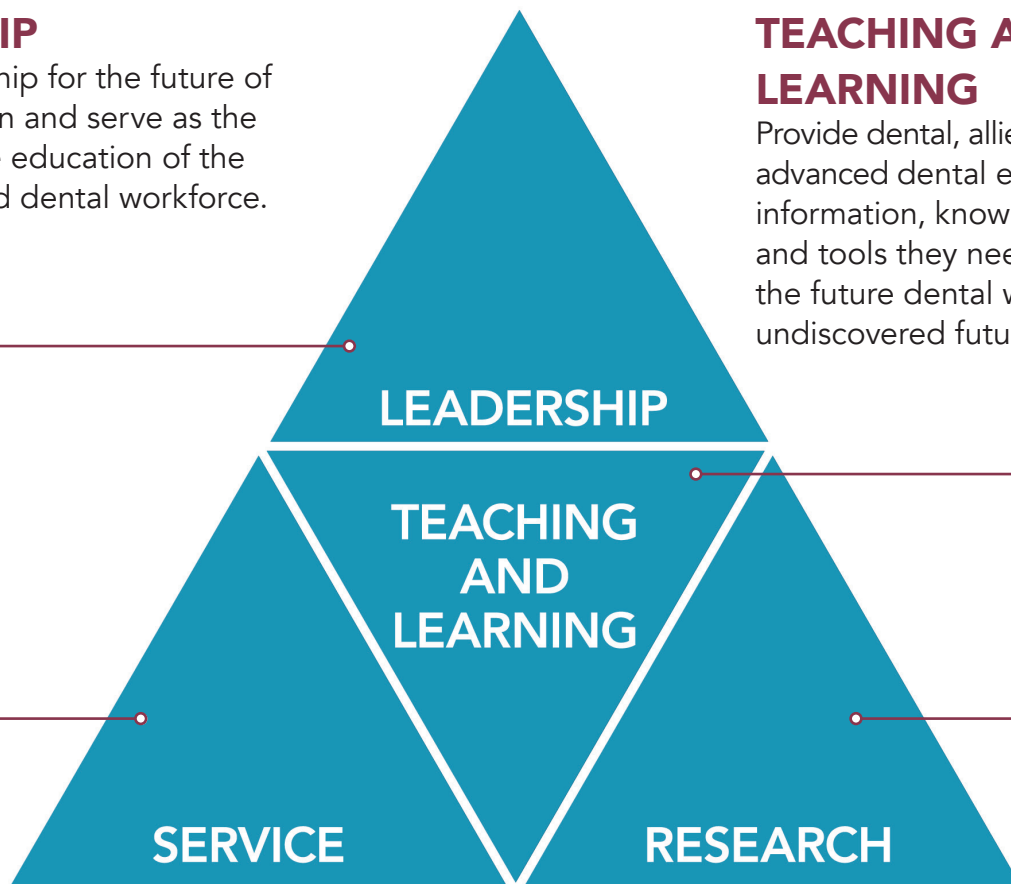 IP
hip for the future of
n and serve as the
e education of the
d dental workforce.
TEACHING A
LEARNING
Provide dental, allie
advanced dental e
information, know
and tools they nee
the future dental w
undiscovered futu
LEADERSHIP
TEACHING
AND
LEARNING
SERVICE
RESEARCH